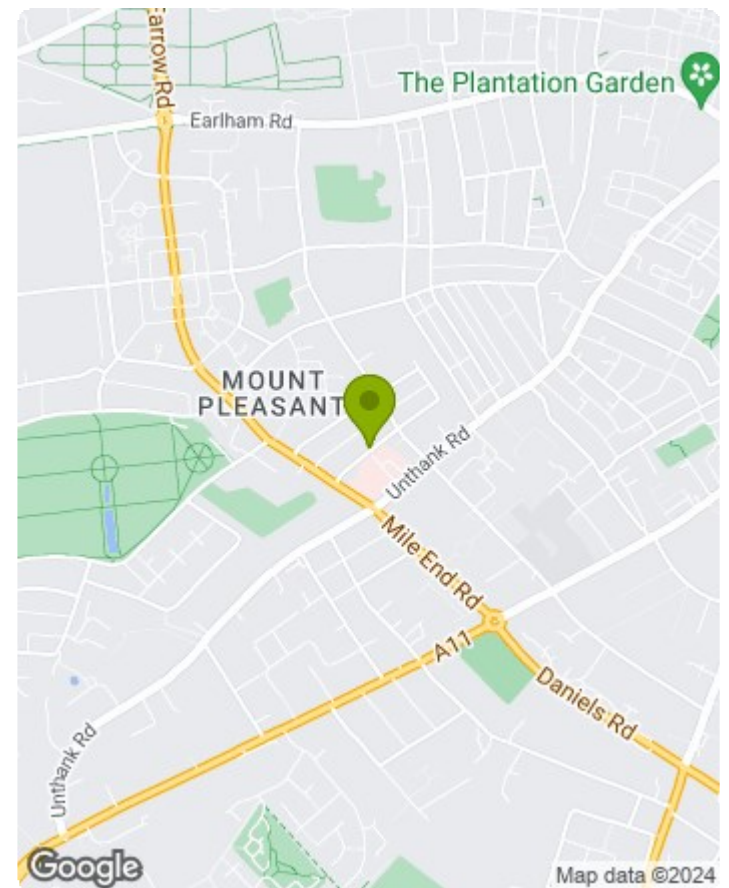 Farrow Rd
The Plantation Garden
Earlham Rd
MOUNT
PLEASANT
Unthank Rd
Mile End Rd
A11
Daniels Rd
Unthank Rd
Google
Map data ©2024